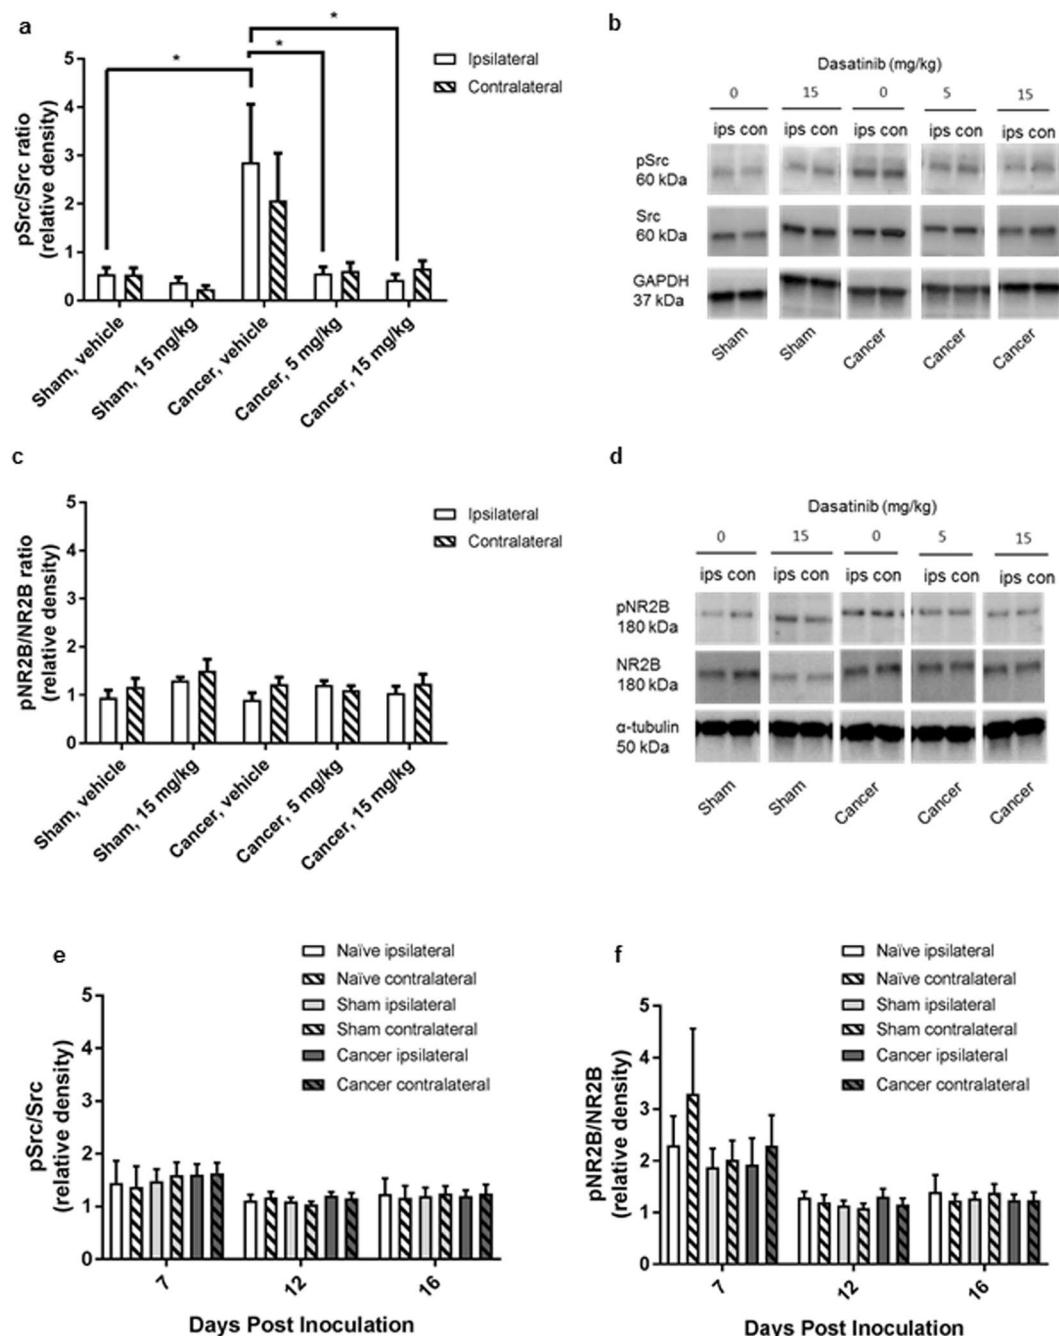 a
*
*
*
Ipsilateral
Contralateral
pSrc/Src ratio
(relative density)
5
4
3
2
1
0
Sham, vehicle
Sham, 15 mg/kg
Cancer, vehicle
Cancer, 5 mg/kg
Cancer, 15 mg/kg
b
Dasatinib (mg/kg)
0 15 0 5 15
ips con ips con ips con ips con ips con
pSrc
60 kDa
Src
60 kDa
GAPDH
37 kDa
Sham Sham Cancer Cancer Cancer
c
Ipsilateral
Contralateral
pNR2B/NR2B ratio
(relative density)
5
4
3
2
1
0
Sham, vehicle
Sham, 15 mg/kg
Cancer, vehicle
Cancer, 5 mg/kg
Cancer, 15 mg/kg
d
Dasatinib (mg/kg)
0 15 0 5 15
ips con ips con ips con ips con ips con
pNR2B
180 kDa
NR2B
180 kDa
α-tubulin
50 kDa
Sham Sham Cancer Cancer Cancer
e
Naïve ipsilateral
Naïve contralateral
Sham ipsilateral
Sham contralateral
Cancer ipsilateral
Cancer contralateral
pSrc/Src
(relative density)
5
4
3
2
1
0
7 12 16
Days Post Inoculation
f
Naïve ipsilateral
Naïve contralateral
Sham ipsilateral
Sham contralateral
Cancer ipsilateral
Cancer contralateral
pNR2B/NR2B
(relative density)
5
4
3
2
1
0
7 12 16
Days Post Inoculation